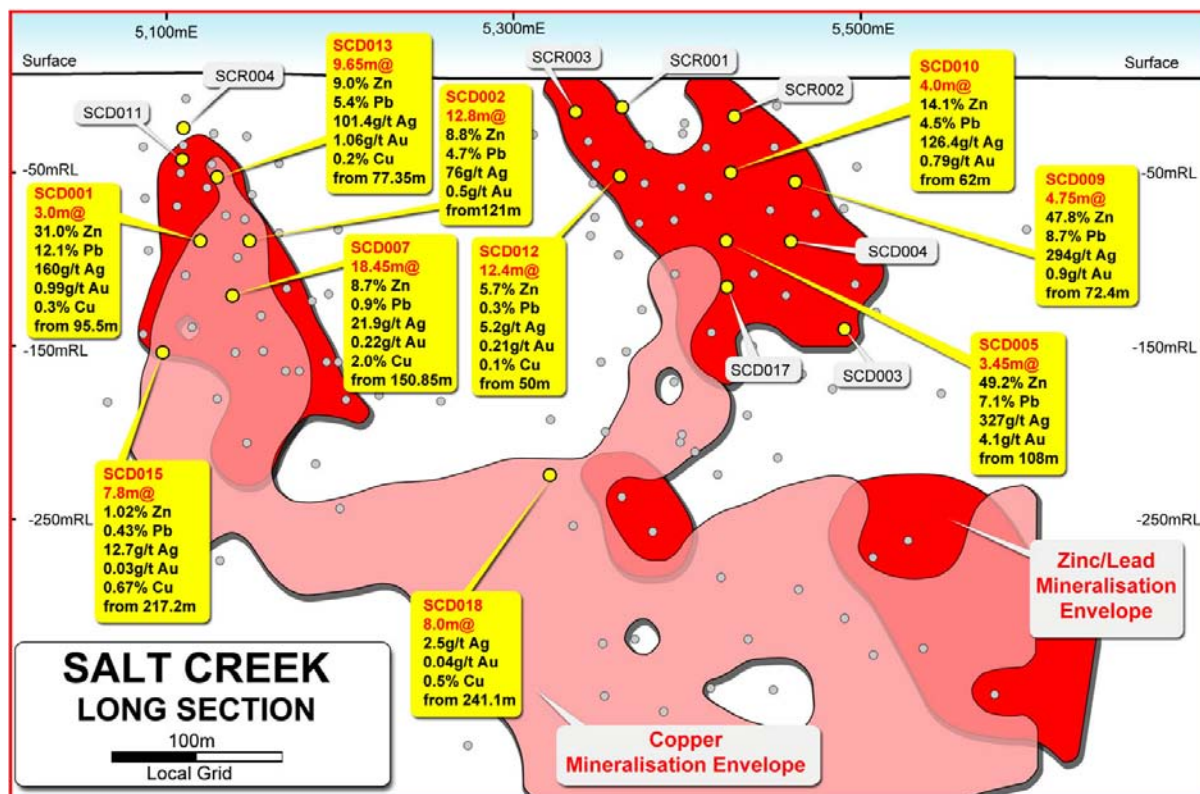 5,100mE
5,300mE
5,500mE
Surface
Surface
SCR004
SCD011
SCD013
9.65m@
9.0% Zn
5.4% Pb
101.4g/t Ag
1.06g/t Au
0.2% Cu
from 77.35m
SCD002
12.8m@
8.8% Zn
4.7% Pb
76g/t Ag
0.5g/t Au
from121m
SCR003
SCR001
SCR002
SCD010
4.0m@
14.1% Zn
4.5% Pb
126.4g/t Ag
0.79g/t Au
from 62m
-50mRL
-50mRL
SCD001
3.0m@
31.0% Zn
12.1% Pb
160g/t Ag
0.99g/t Au
0.3% Cu
from 95.5m
SCD007
18.45m@
8.7% Zn
0.9% Pb
21.9g/t Ag
0.22g/t Au
2.0% Cu
from 150.85m
SCD012
12.4m@
5.7% Zn
0.3% Pb
5.2g/t Ag
0.21g/t Au
0.1% Cu
from 50m
SCD009
4.75m@
47.8% Zn
8.7% Pb
294g/t Ag
0.9g/t Au
from 72.4m
SCD004
SCD017
SCD003
-150mRL
-150mRL
SCD005
3.45m@
49.2% Zn
7.1% Pb
327g/t Ag
4.1g/t Au
from 108m
SCD015
7.8m@
1.02% Zn
0.43% Pb
12.7g/t Ag
0.03g/t Au
0.67% Cu
from 217.2m
-250mRL
-250mRL
SCD018
8.0m@
2.5g/t Ag
0.04g/t Au
0.5% Cu
from 241.1m
Zinc/Lead
Mineralisation
Envelope
Copper
Mineralisation Envelope
SALT CREEK
LONG SECTION
100m
Local Grid